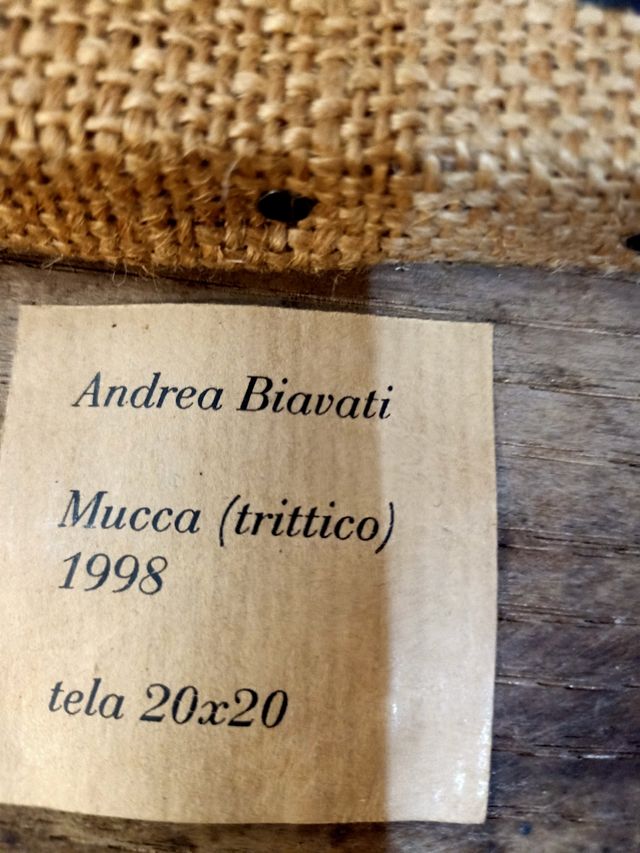 Andrea Biavati
Mucca (trittico)
1998
tela 20x20